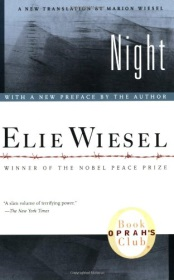 A NEW TRANSLATION BY MARION WIESEL
Night
WITH A NEW PREFACE BY THE AUTHOR
ELIE WIESEL
WINNER OF THE NOBEL PEACE PRIZE
"A slim volume of terrifying power."
—The New York Times
Book
OPRAH'S
Club